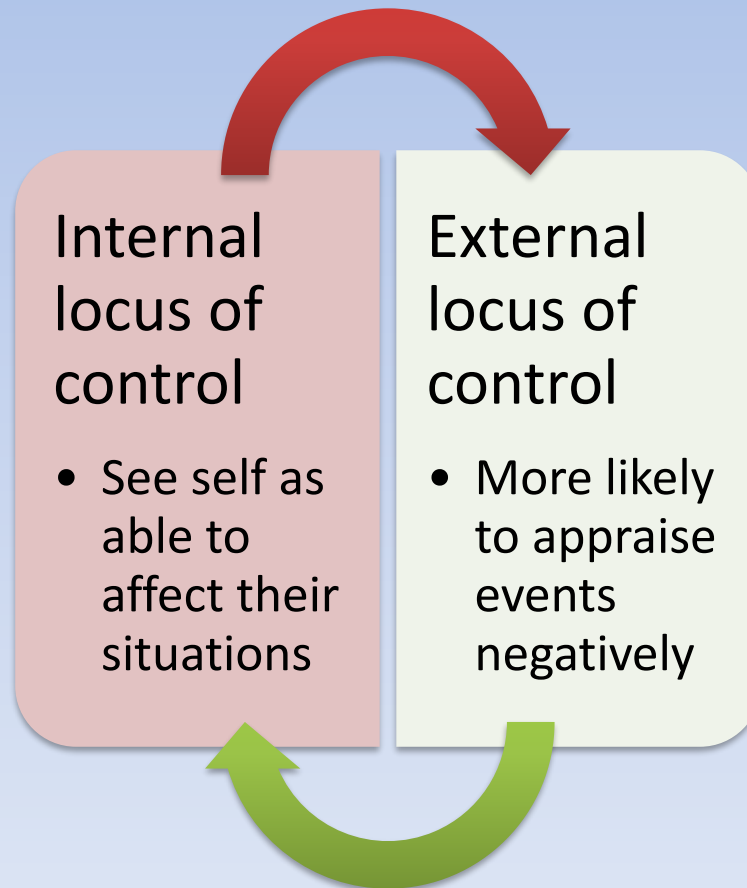 Internal
locus of
control
• See self as
able to
affect their
situations
External
locus of
control
• More likely
to appraise
events
negatively